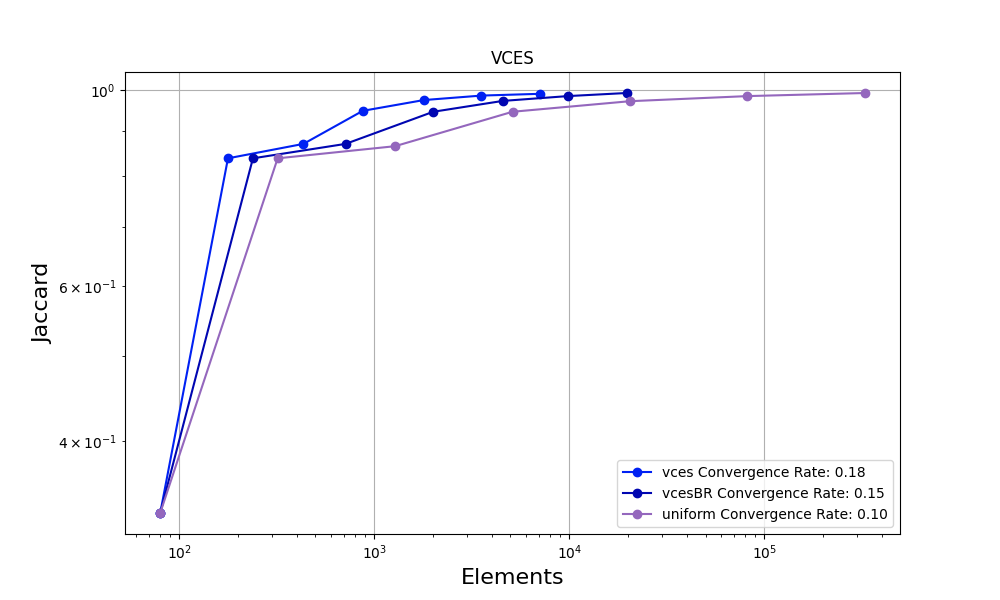 VCES
10⁰
6 × 10⁻¹
4 × 10⁻¹
Jaccard
vces Convergence Rate: 0.18
vcesBR Convergence Rate: 0.15
uniform Convergence Rate: 0.10
10² 10³ 10⁴ 10⁵
Elements